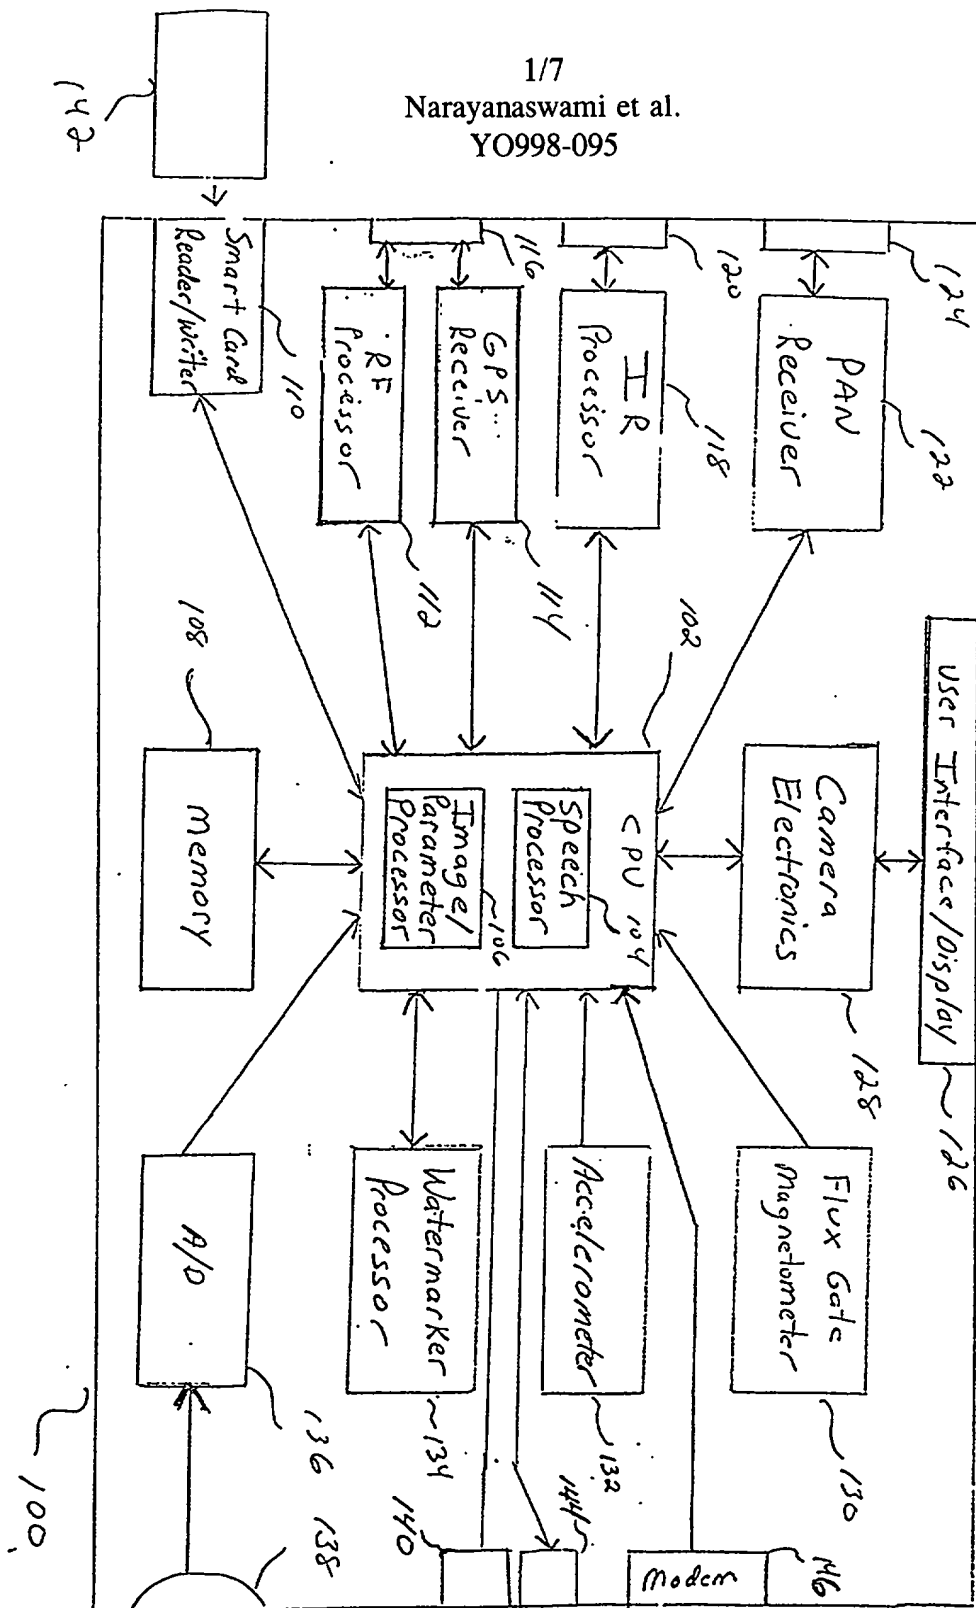 1/7
Narayanaswami et al.
YO998-095
User Interface/Display
126
124
PAN
Receiver
122
Camera
Electronics
128
Flux Gate
Magnetometer
130
120
IR
Processor
118
102
CPU
Speech
Processor
104
Image/
Parameter
Processor
106
Accelerometer
132
Modem
146
144
140
116
GPS
Receiver
114
RF
Processor
112
Watermarker
Processor
134
142
Smart Card
Reader/Writer
110
108
Memory
A/D
136
138
100